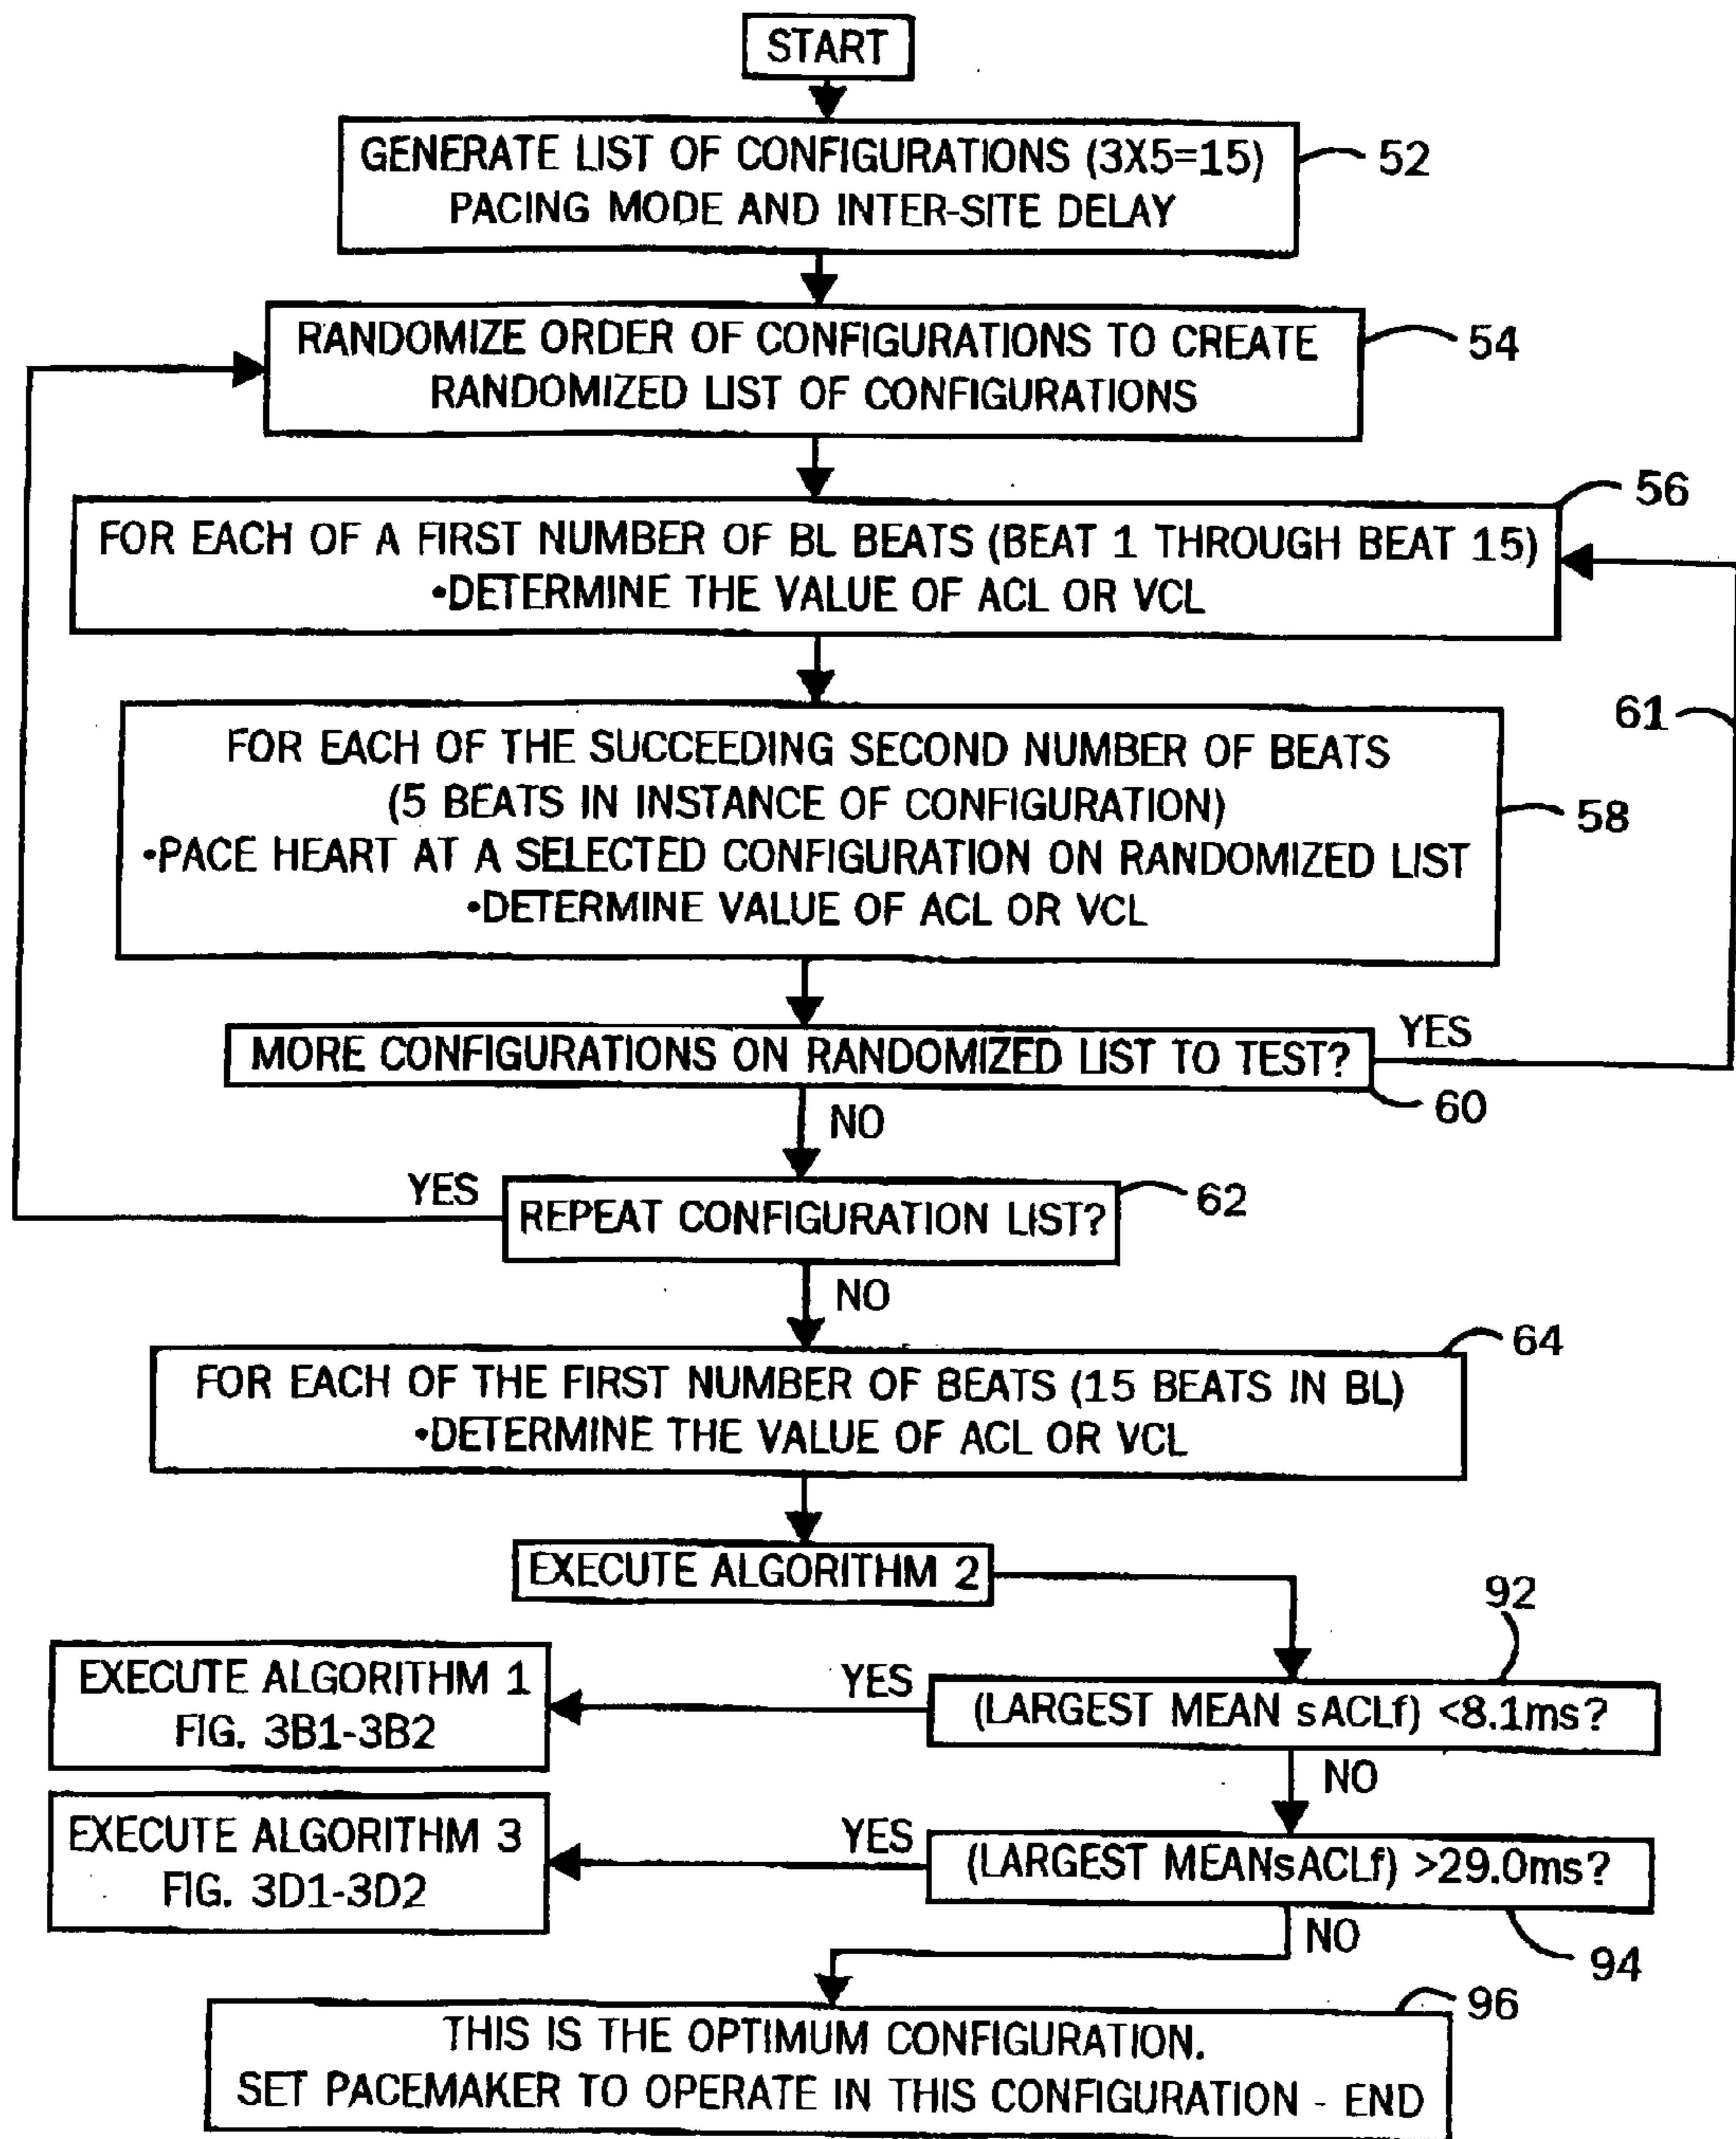 START
GENERATE LIST OF CONFIGURATIONS (3X5=15)
PACING MODE AND INTER-SITE DELAY
52
RANDOMIZE ORDER OF CONFIGURATIONS TO CREATE
RANDOMIZED LIST OF CONFIGURATIONS
54
56
FOR EACH OF A FIRST NUMBER OF BL BEATS (BEAT 1 THROUGH BEAT 15)
•DETERMINE THE VALUE OF ACL OR VCL
61
FOR EACH OF THE SUCCEEDING SECOND NUMBER OF BEATS
(5 BEATS IN INSTANCE OF CONFIGURATION)
•PACE HEART AT A SELECTED CONFIGURATION ON RANDOMIZED LIST
•DETERMINE VALUE OF ACL OR VCL
58
MORE CONFIGURATIONS ON RANDOMIZED LIST TO TEST?
YES
60
NO
YES
REPEAT CONFIGURATION LIST?
62
NO
64
FOR EACH OF THE FIRST NUMBER OF BEATS (15 BEATS IN BL)
•DETERMINE THE VALUE OF ACL OR VCL
EXECUTE ALGORITHM 2
92
EXECUTE ALGORITHM 1
FIG. 3B1-3B2
YES
(LARGEST MEAN sACLf) <8.1ms?
NO
EXECUTE ALGORITHM 3
FIG. 3D1-3D2
YES
(LARGEST MEANsACLf) >29.0ms?
NO
94
96
THIS IS THE OPTIMUM CONFIGURATION.
SET PACEMAKER TO OPERATE IN THIS CONFIGURATION - END